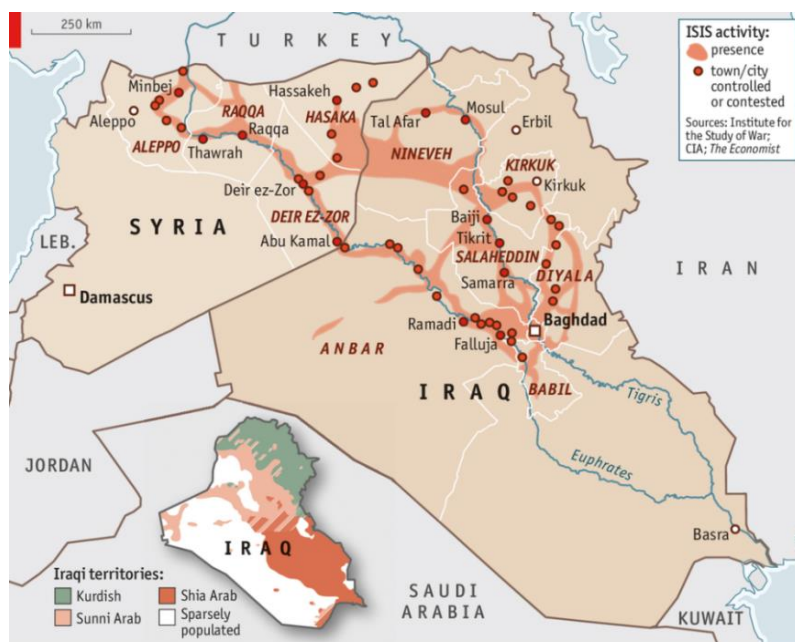 250 km
TURKEY
ISIS activity:
presence
town/city
controlled
or contested
Sources: Institute for
the Study of War;
CIA; The Economist
Minbej
Aleppo
ALEPPO
Thawrah
RAQQA
Raqqa
Hassakeh
HASAKA
Tal Afar
Mosul
Erbil
NINEVEH
KIRKUK
Kirkuk
Deir ez-Zor
DEIR EZ-ZOR
SYRIA
Abu Kamal
Baiji
Tikrit
SALAHEDDIN
Samarra
DIYALA
IRAN
LEB.
Damascus
Ramadi
Falluja
Baghdad
ANBAR
IRAQ
BABIL
Tigris
Euphrates
JORDAN
Basra
SAUDI
ARABIA
KUWAIT
IRAQ
Iraqi territories:
Kurdish
Shia Arab
Sunni Arab
Sparsely
populated